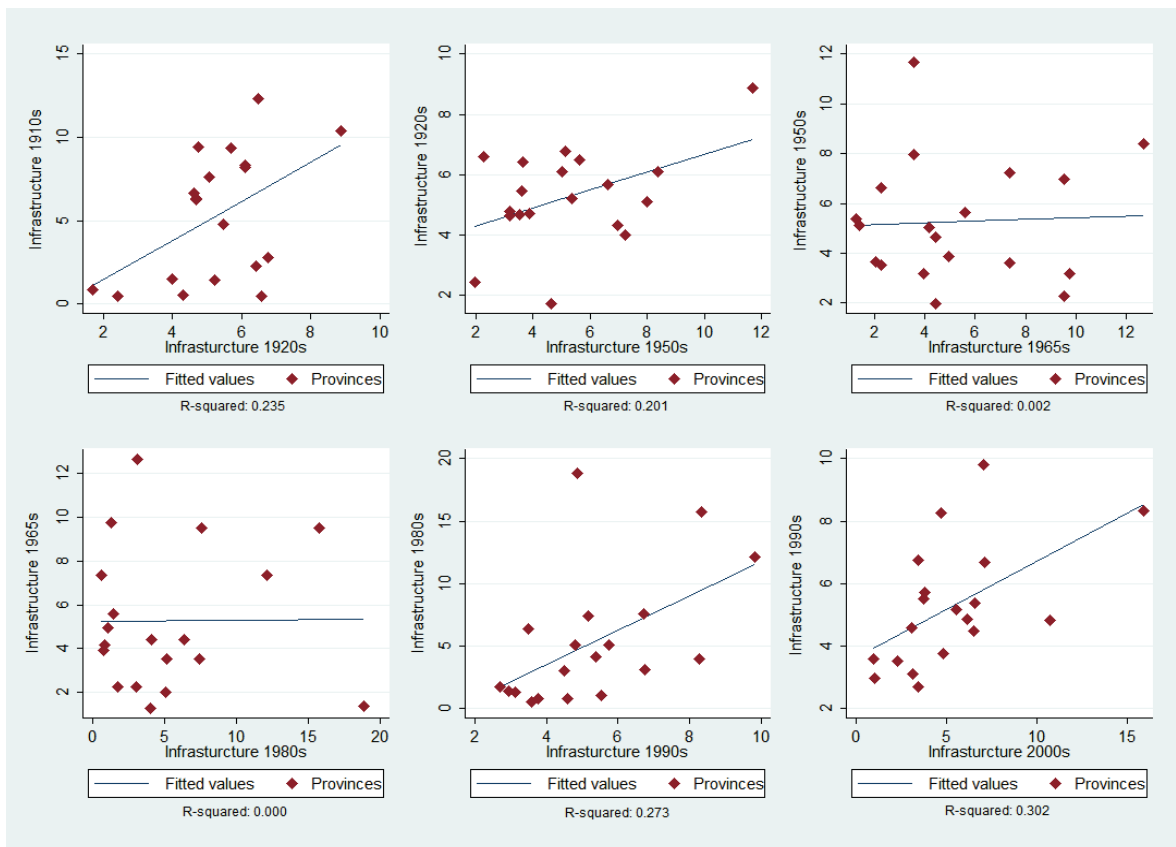 15
10
5
0
Infrastructure 1910s
2 4 6 8 10
Infrasturcture 1920s
Fitted values Provinces
R-squared: 0.235
10
8
6
4
2
Infrastructure 1920s
2 4 6 8 10 12
Infrasturcture 1950s
Fitted values Provinces
R-squared: 0.201
12
10
8
6
4
2
Infrastructure 1950s
2 4 6 8 10 12
Infrasturcture 1965s
Fitted values Provinces
R-squared: 0.002
12
10
8
6
4
2
Infrastructure 1965s
0 5 10 15 20
Infrasturcture 1980s
Fitted values Provinces
R-squared: 0.000
20
15
10
5
0
Infrastructure 1980s
2 4 6 8 10
Infrasturcture 1990s
Fitted values Provinces
R-squared: 0.273
10
8
6
4
2
Infrastructure 1990s
0 5 10 15
Infrasturcture 2000s
Fitted values Provinces
R-squared: 0.302